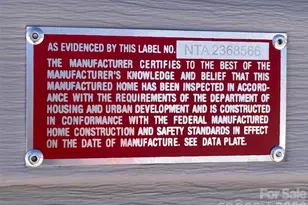 AS EVIDENCED BY THIS LABEL NO. NTA 2368566
THE MANUFACTURER CERTIFIES TO THE BEST OF THE
MANUFACTURER'S KNOWLEDGE AND BELIEF THAT THIS
MANUFACTURED HOME HAS BEEN INSPECTED IN ACCORD-
ANCE WITH THE REQUIREMENTS OF THE DEPARTMENT OF
HOUSING AND URBAN DEVELOPMENT AND IS CONSTRUCTED
IN CONFORMANCE WITH THE FEDERAL MANUFACTURED
HOME CONSTRUCTION AND SAFETY STANDARDS IN EFFECT
ON THE DATE OF MANUFACTURE. SEE DATA PLATE.
For Sale